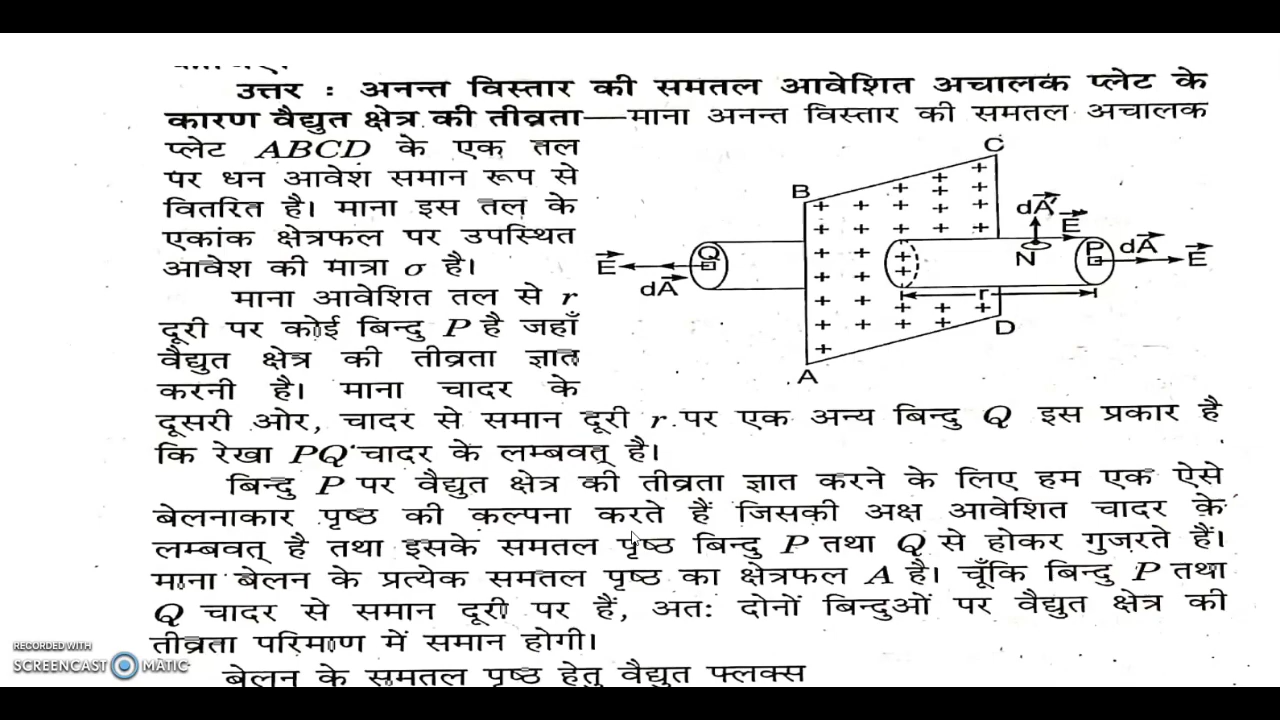 उत्तर : अनन्त विस्तार की समतल आवेशित अचालक प्लेट के
कारण वैद्युत क्षेत्र की तीव्रता—माना अनन्त विस्तार की समतल अचालक
प्लेट ABCD के एक तल
पर धन आवेश समान रूप से
वितरित है। माना इस तल के
एकांक क्षेत्रफल पर उपस्थित
आवेश की मात्रा σ है।
माना आवेशित तल से r
दूरी पर कोई बिन्दु P है जहाँ
वैद्युत क्षेत्र की तीव्रता ज्ञात
करनी है। माना चादर के
C
B
dA'
E
Q
N
P
dA
E
E
dA
r
D
A
दूसरी ओर, चादर से समान दूरी r पर एक अन्य बिन्दु Q इस प्रकार है
कि रेखा PQ चादर के लम्बवत् है।
बिन्दु P पर वैद्युत क्षेत्र की तीव्रता ज्ञात करने के लिए हम एक ऐसे
बेलनाकार पृष्ठ की कल्पना करते हैं जिसकी अक्ष आवेशित चादर के
लम्बवत् है तथा इसके समतल पृष्ठ बिन्दु P तथा Q से होकर गुजरते हैं।
माना बेलन के प्रत्येक समतल पृष्ठ का क्षेत्रफल A है। चूँकि बिन्दु P तथा
Q चादर से समान दूरी पर हैं, अतः दोनों बिन्दुओं पर वैद्युत क्षेत्र की
तीव्रता परिमाण में समान होगी।
बेलन के समतल पृष्ठ हेतु वैद्युत फ्लक्स
RECORDED WITH
SCREENCAST MATIC